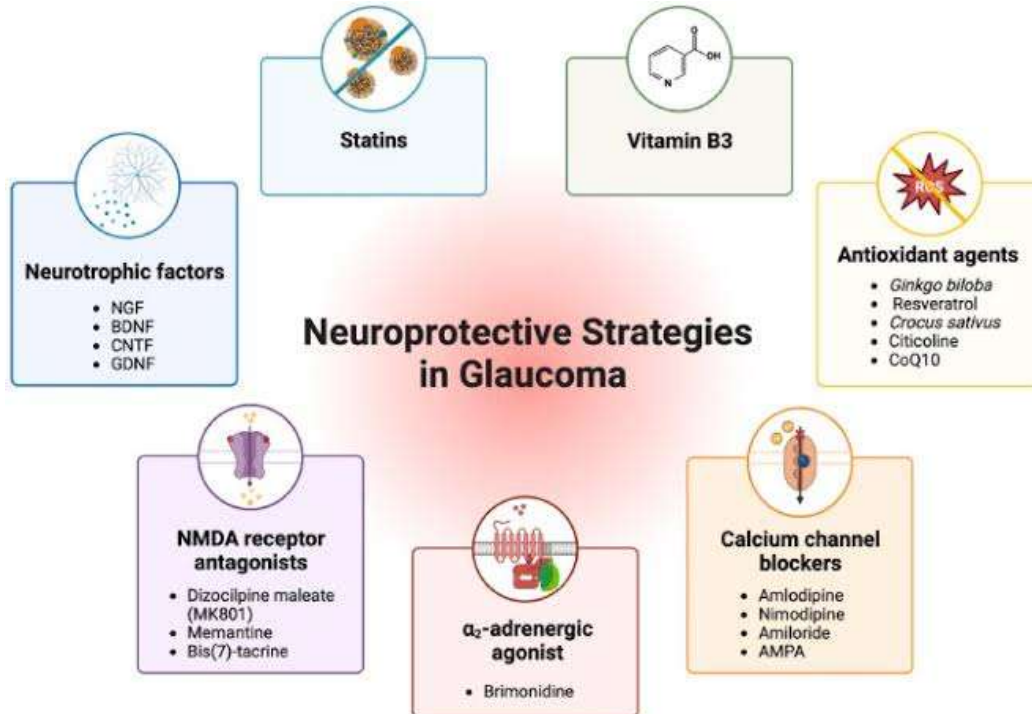 Statins
Vitamin B3
O
OH
N
Neurotrophic factors
• NGF
• BDNF
• CNTF
• GDNF
ROS
Antioxidant agents
• Ginkgo biloba
• Resveratrol
• Crocus sativus
• Citicoline
• CoQ10
Neuroprotective Strategies
in Glaucoma
NMDA receptor
antagonists
• Dizocilpine maleate
(MK801)
• Memantine
• Bis(7)-tacrine
α₂-adrenergic
agonist
• Brimonidine
Calcium channel
blockers
• Amlodipine
• Nimodipine
• Amiloride
• AMPA